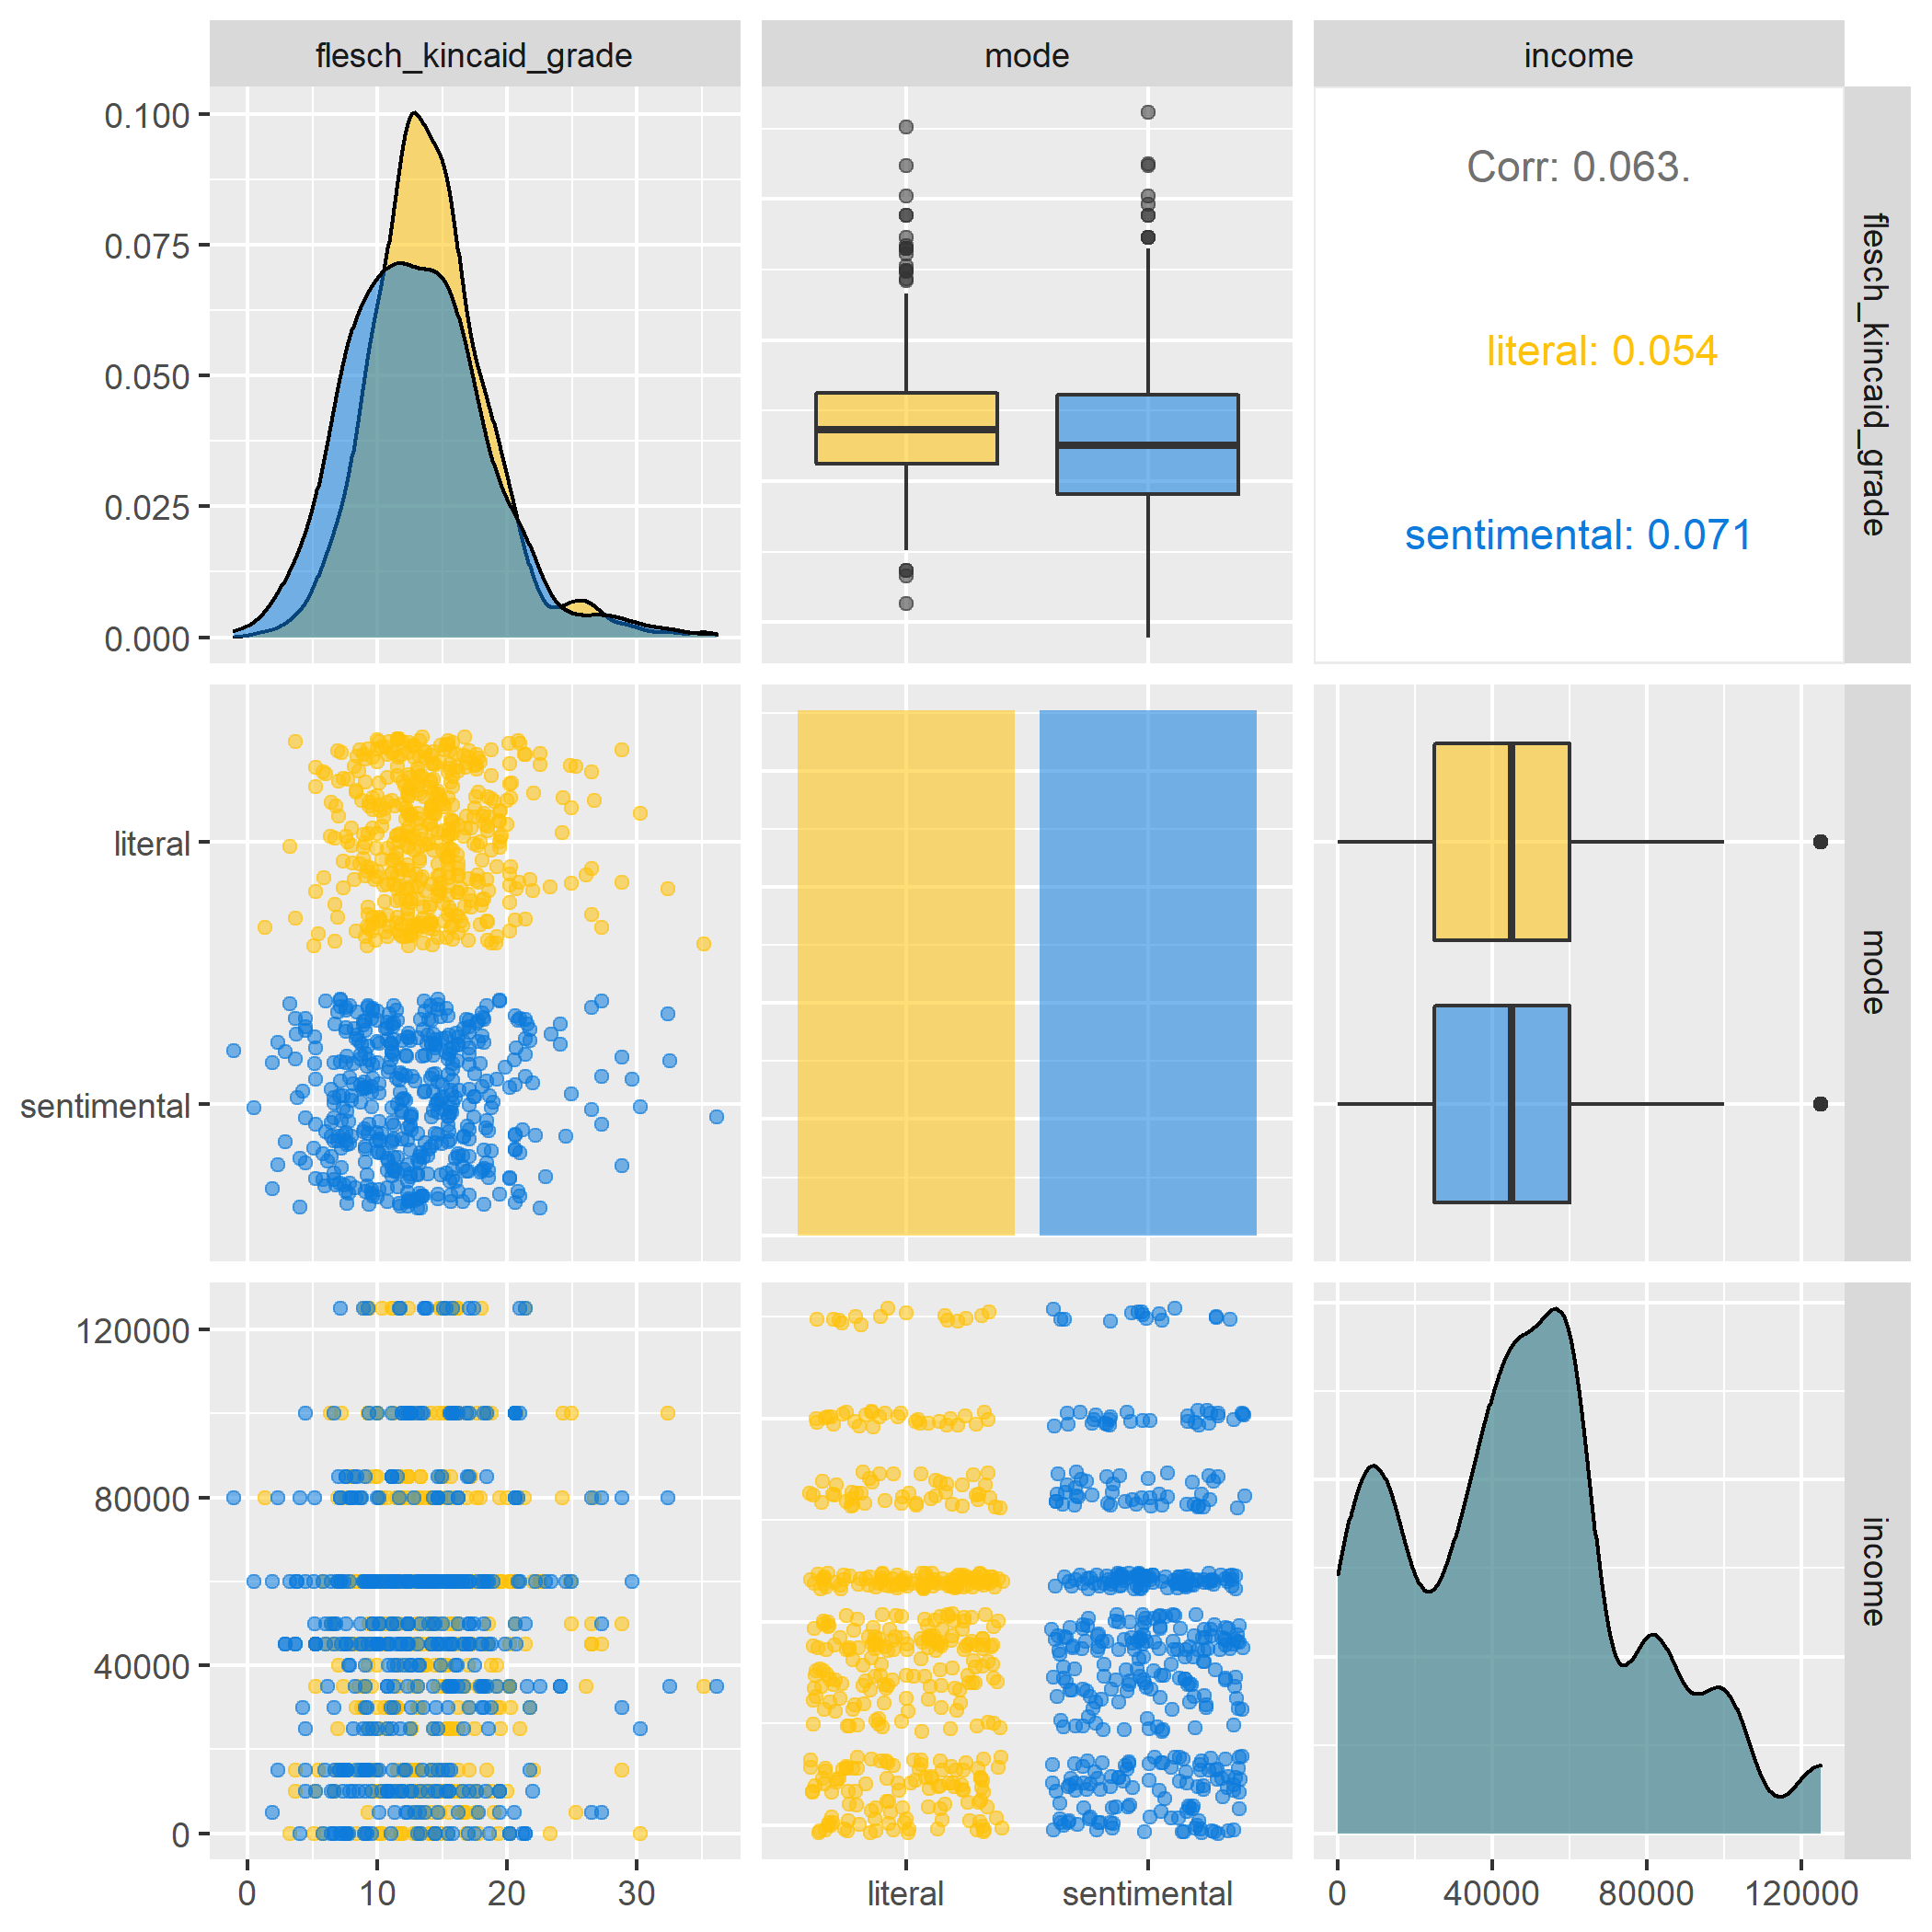 flesch_kincaid_grade
mode
income
0.100
0.075
0.050
0.025
0.000
Corr: 0.063.
literal: 0.054
sentimental: 0.071
flesch_kincaid_grade
literal
sentimental
mode
120000
80000
40000
0
income
0 10 20 30
literal sentimental
0 40000 80000 120000